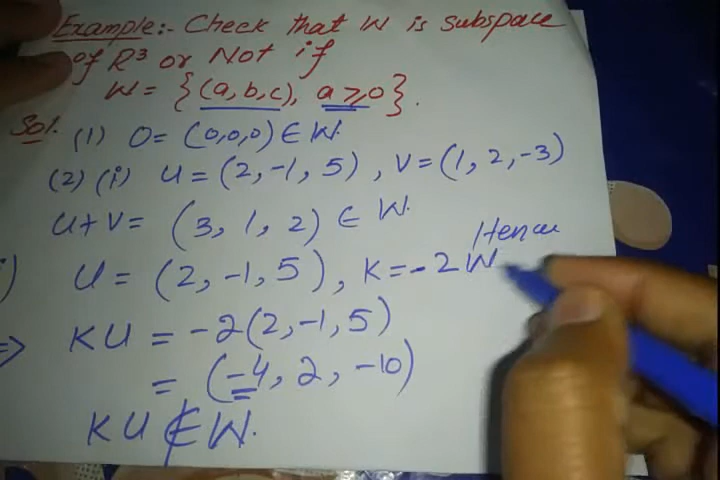 Example:- Check that W is subspace
of R³ or Not if
W = {(a, b, c), a ≥ 0}.
Sol. (1) O = (0,0,0) ∈ W.
(2) (i) U = (2, -1, 5), V = (1, 2, -3)
U + V = (3, 1, 2) ∈ W.
Hence
) U = (2, -1, 5), K = -2 W
=> KU = -2(2, -1, 5)
= (-4, 2, -10)
KU ∉ W.